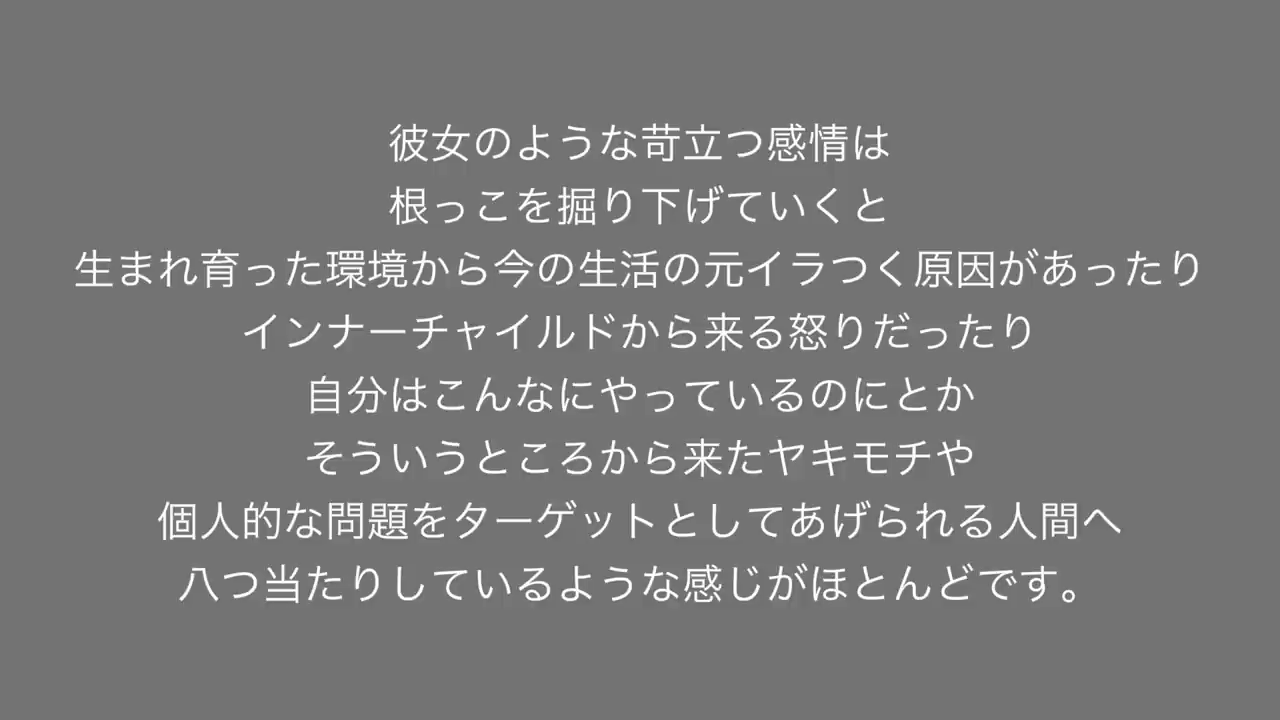 彼女のような苛立つ感情は
根っこを掘り下げていくと
生まれ育った環境から今の生活の元イラつく原因があったり
インナーチャイルドから来る怒りだったり
自分はこんなにやっているのにとか
そういうところから来たヤキモチや
個人的な問題をターゲットとしてあげられる人間へ
八つ当たりしているような感じがほとんどです。